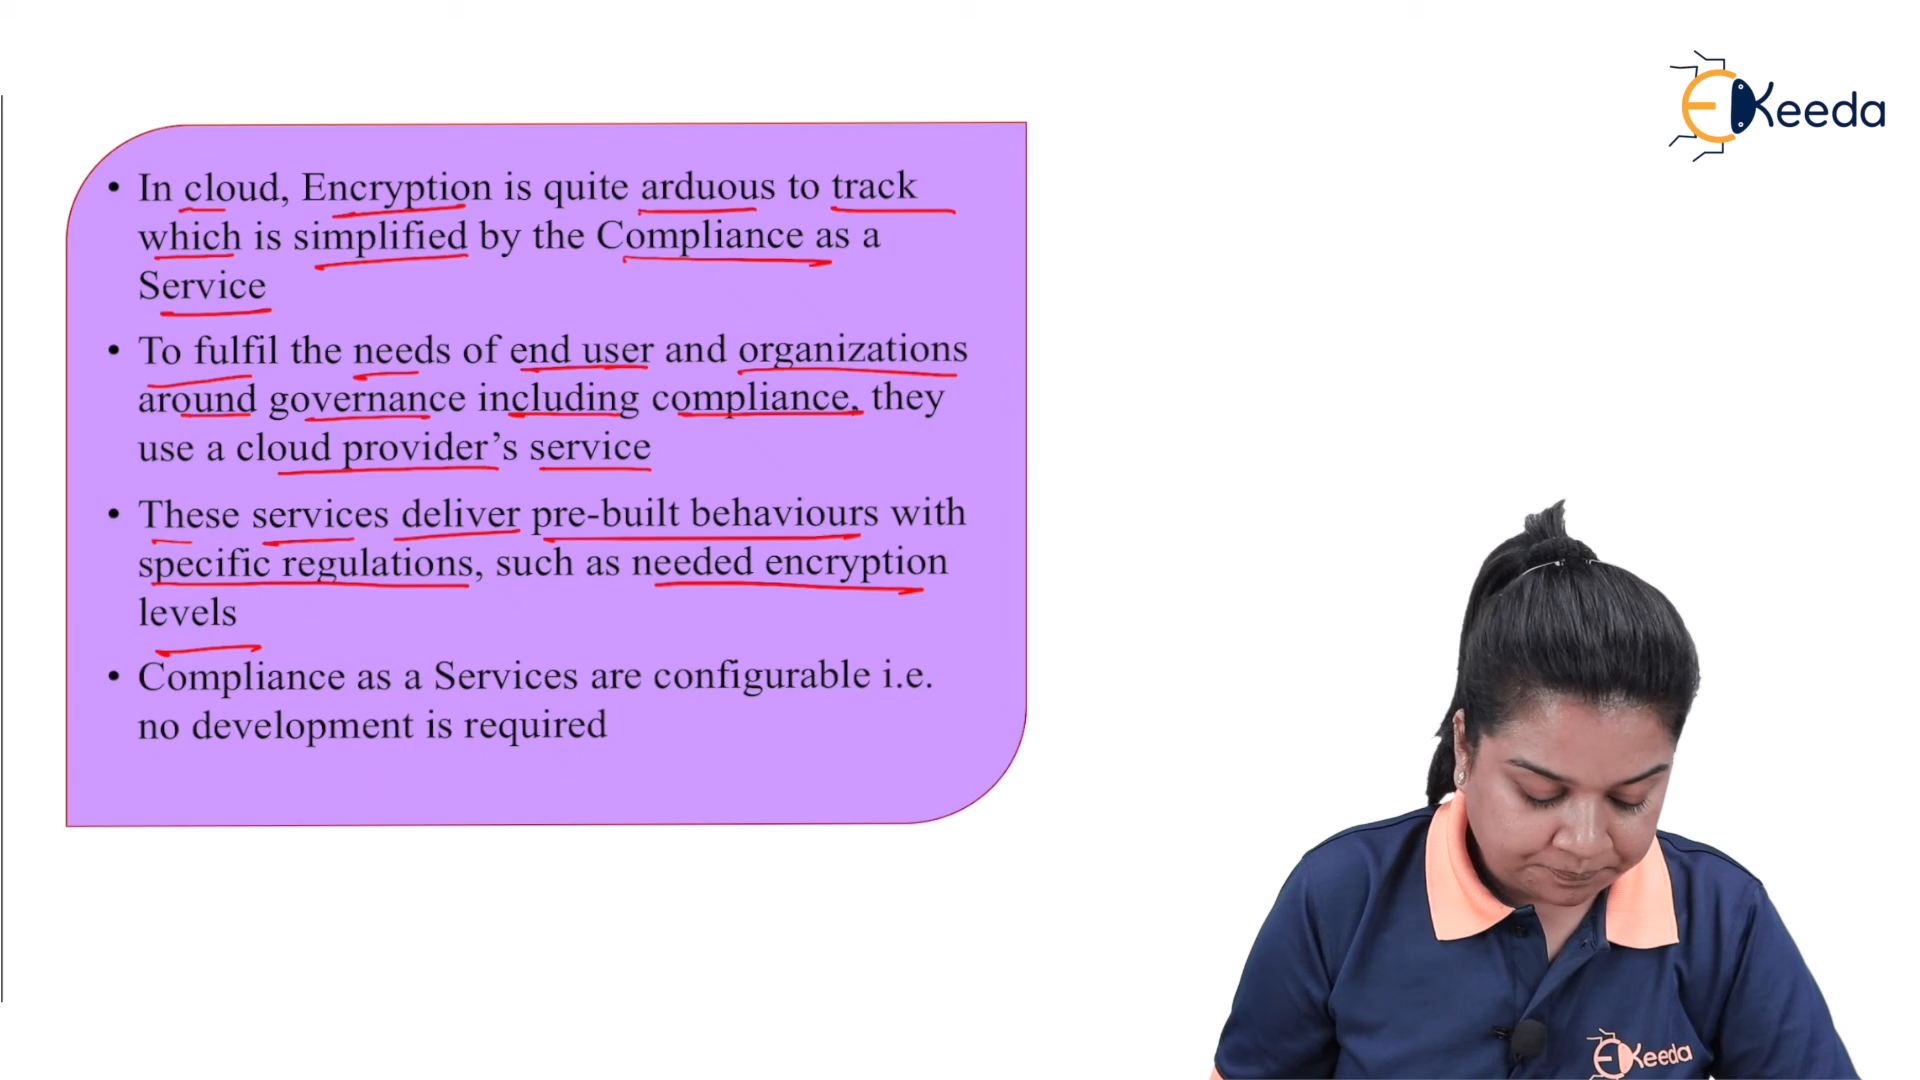 EKeeda
• In cloud, Encryption is quite arduous to track
which is simplified by the Compliance as a
Service
• To fulfil the needs of end user and organizations
around governance including compliance, they
use a cloud provider’s service
• These services deliver pre-built behaviours with
specific regulations, such as needed encryption
levels
• Compliance as a Services are configurable i.e.
no development is required
EKeeda